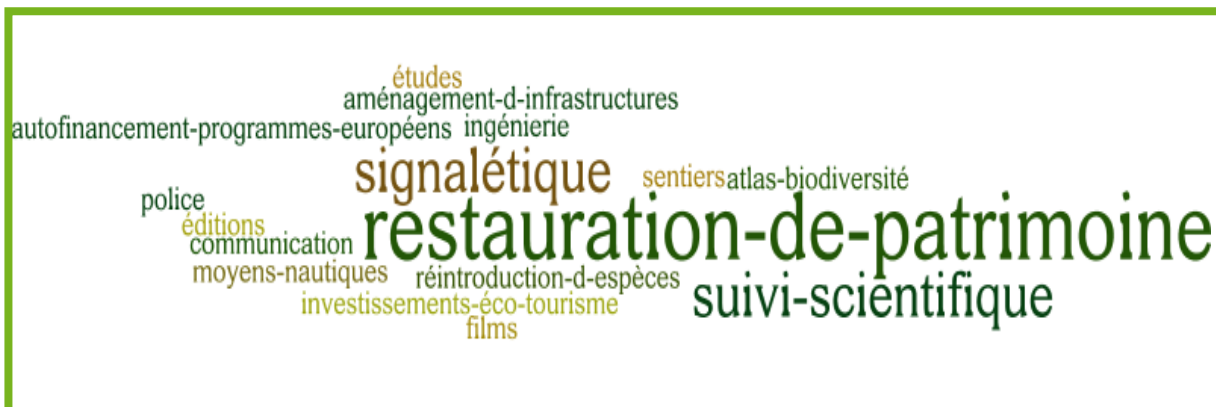 études
aménagement-d-infrastructures
autofinancement-programmes-européens ingénierie
signalétique sentiers atlas-biodiversité
police restauration-de-patrimoine
éditions
communication
moyens-nautiques réintroduction-d-espèces suivi-scientifique
investissements-éco-tourisme
films